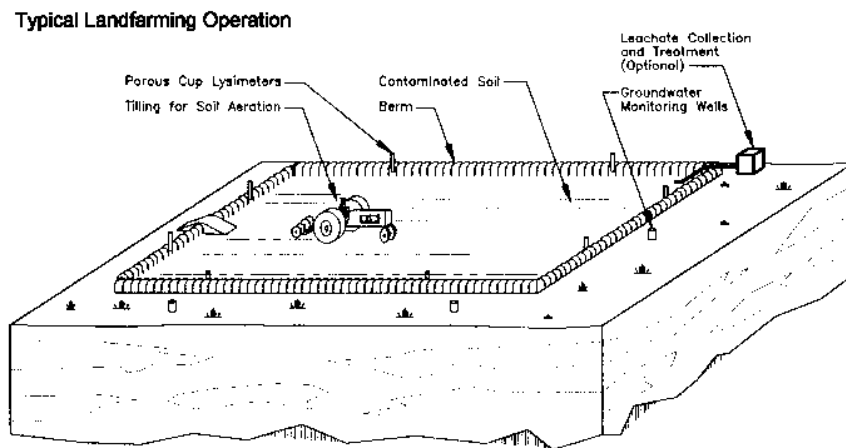 Typical Landfarming Operation
Leachate Collection
and Treatment
(Optional)
Porous Cup Lysimeters
Contaminated Soil
Groundwater
Monitoring Wells
Tilling for Soil Aeration
Berm